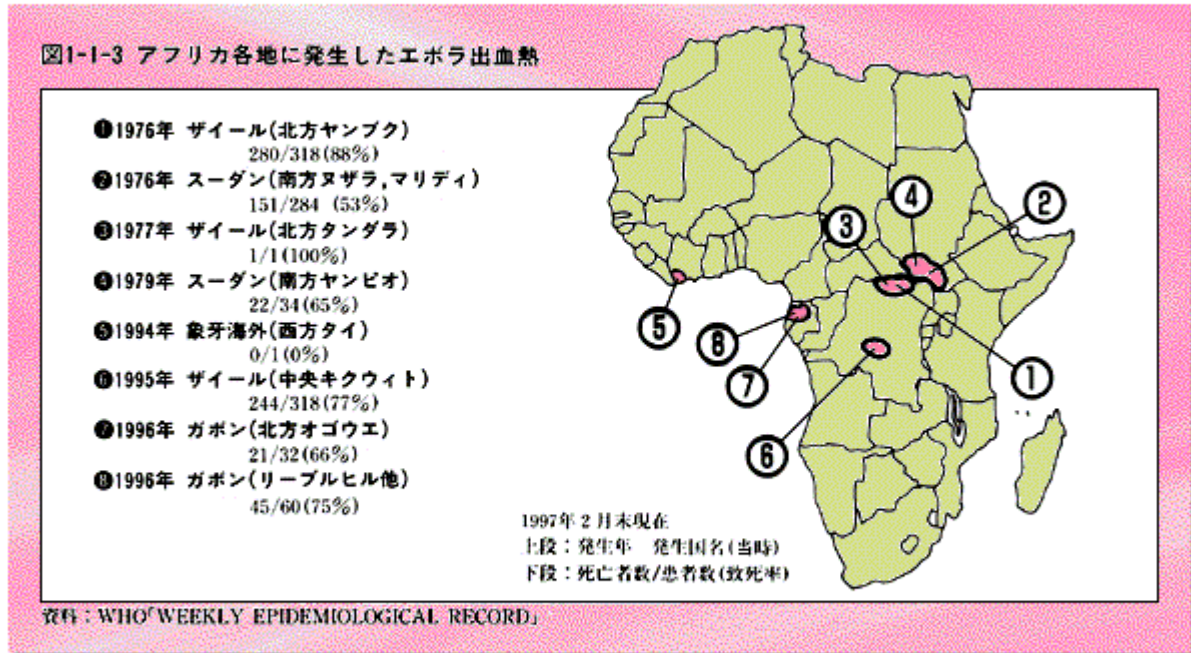 図1-1-3 アフリカ各地に発生したエボラ出血熱
❶1976年 ザイール(北方ヤンブク)
280/318(88%)
❷1976年 スーダン(南方ヌザラ,マリディ)
151/284 (53%)
❸1977年 ザイール(北方タンダラ)
1/1(100%)
❹1979年 スーダン(南方ヤンビオ)
22/34(65%)
❺1994年 象牙海外(西方タイ)
0/1(0%)
❻1995年 ザイール(中央キクウィト)
244/318(77%)
❼1996年 ガボン(北方オゴウエ)
21/32(66%)
❽1996年 ガボン(リーブルヒル他)
45/60(75%)
④
②
③
⑤
⑧
⑦
①
⑥
1997年2月末現在
上段：発生年 発生国名(当時)
下段：死亡者数/患者数(致死率)
資料：WHO「WEEKLY EPIDEMIOLOGICAL RECORD」